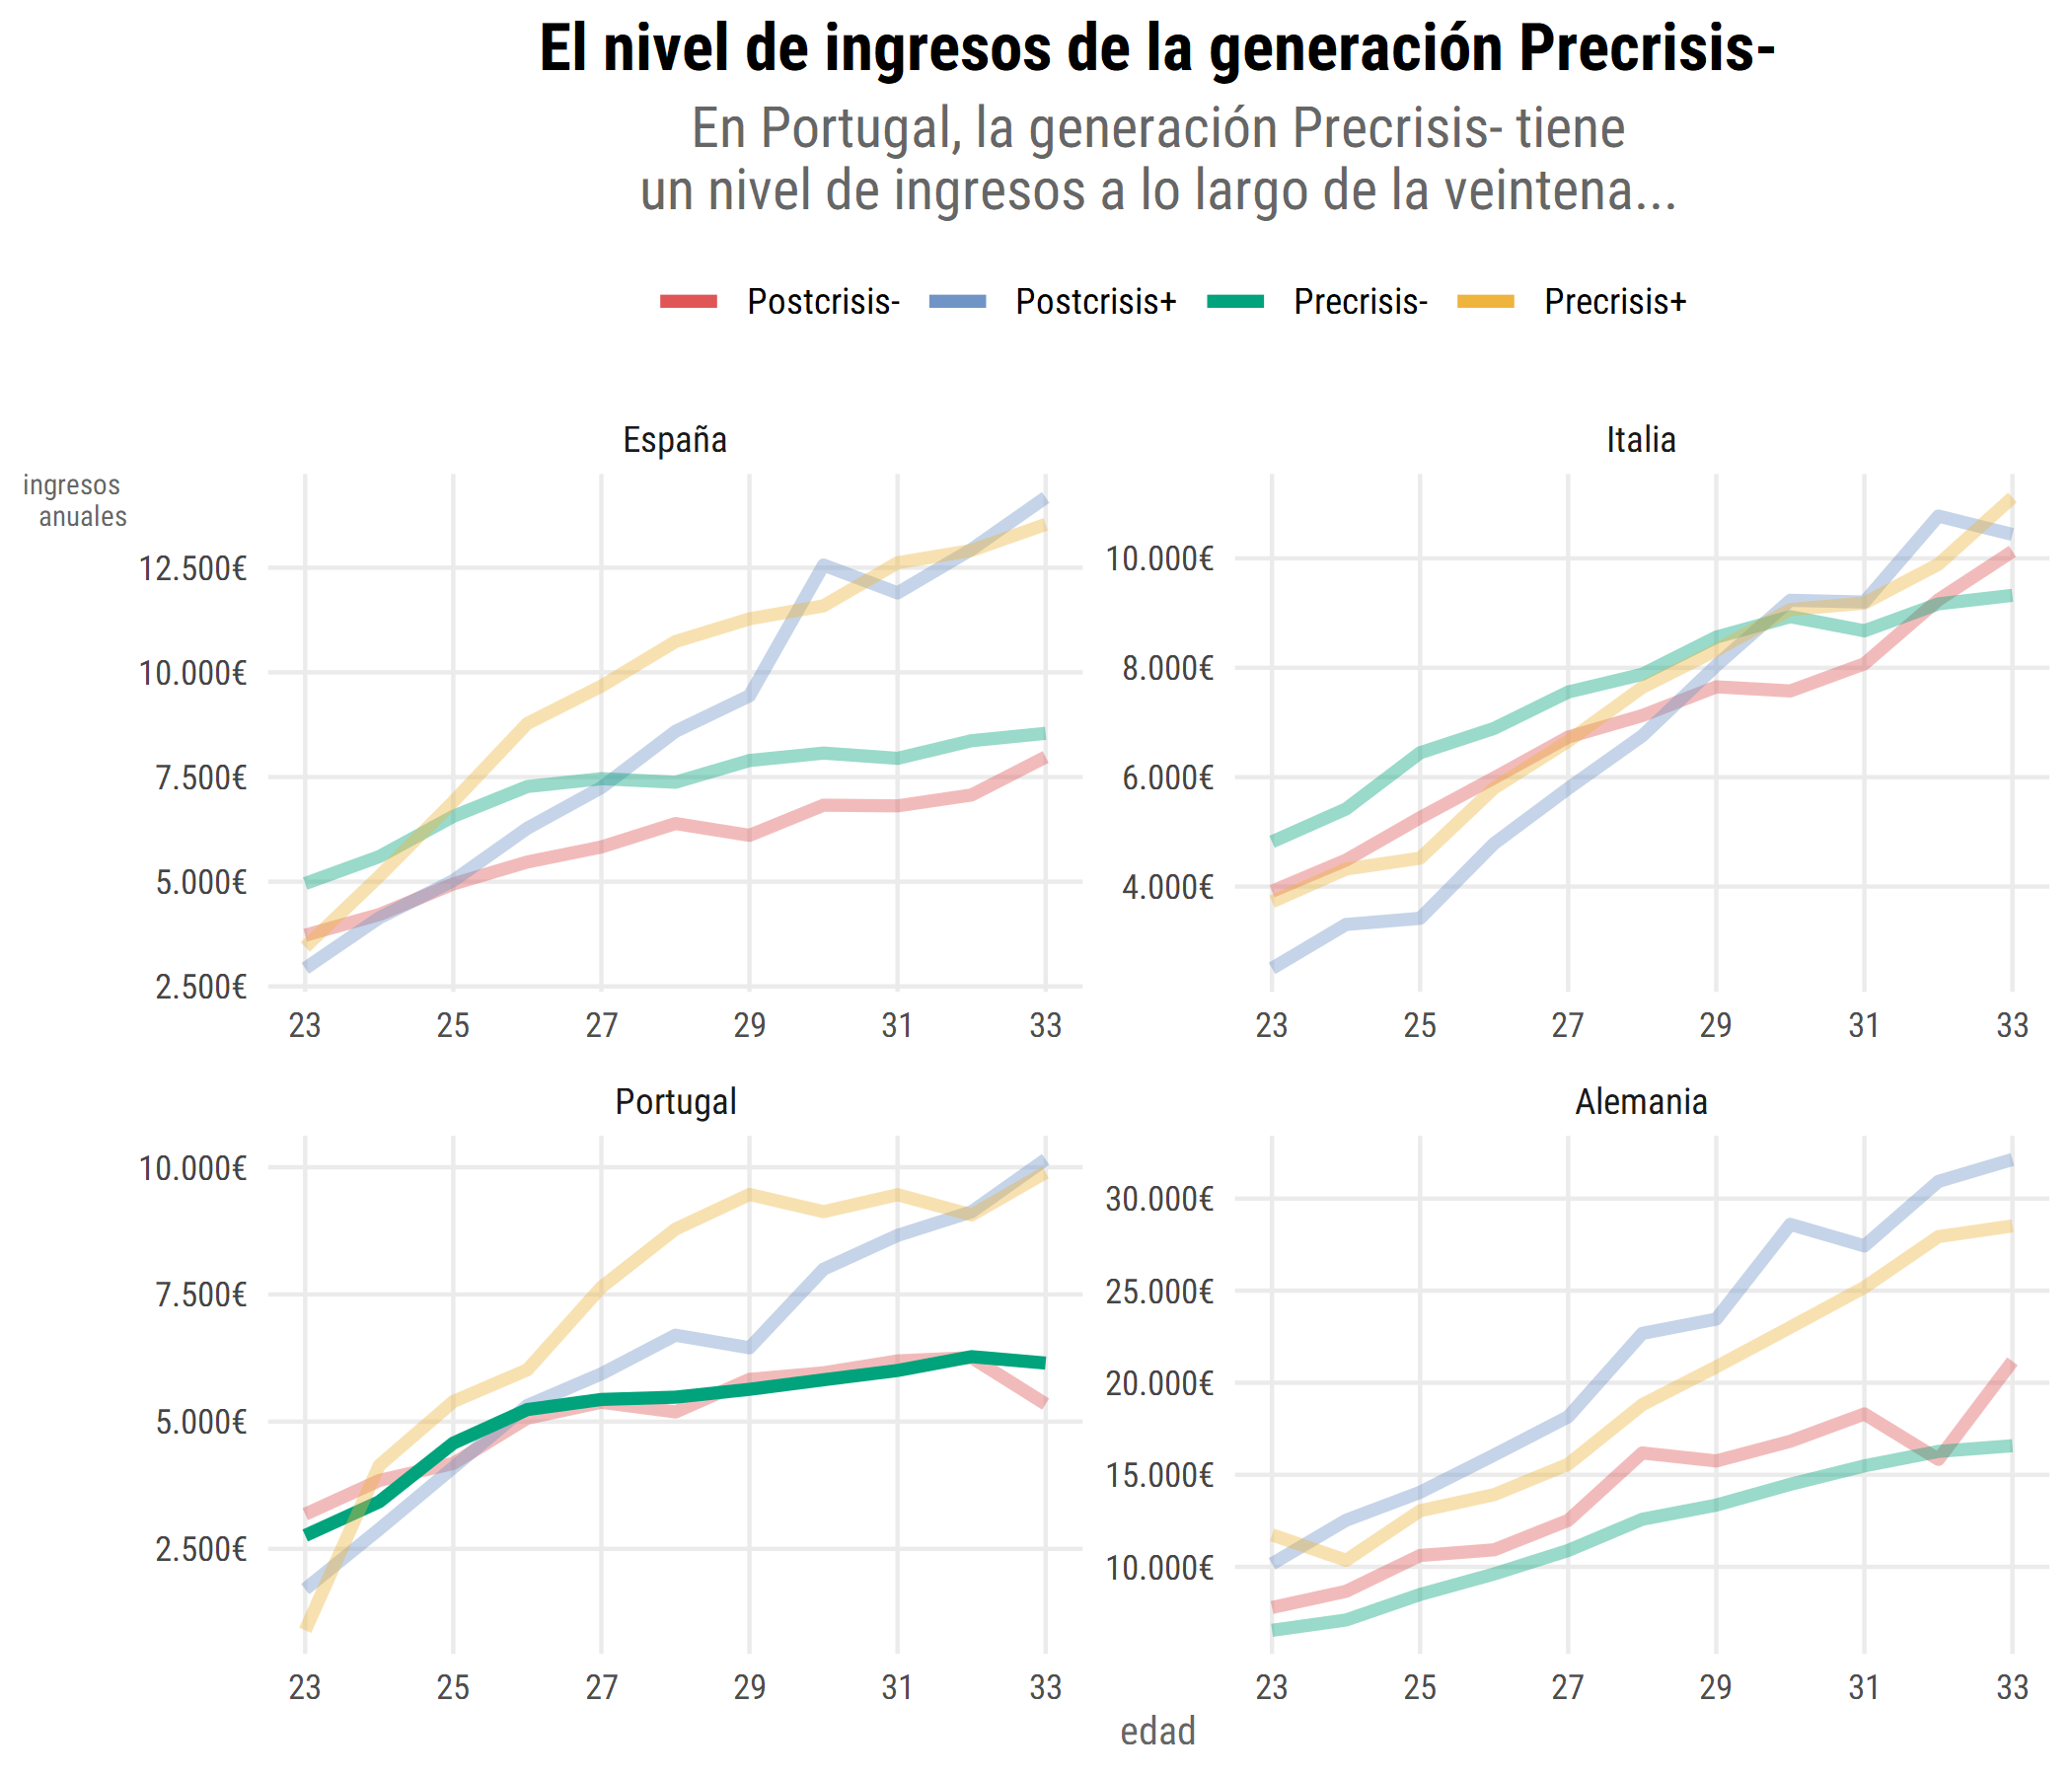 El nivel de ingresos de la generación Precrisis-
En Portugal, la generación Precrisis- tiene
un nivel de ingresos a lo largo de la veintena...
Postcrisis- Postcrisis+ Precrisis- Precrisis+
España
ingresos
anuales
12.500€
10.000€
7.500€
5.000€
2.500€
23 25 27 29 31 33
Italia
10.000€
8.000€
6.000€
4.000€
23 25 27 29 31 33
Portugal
10.000€
7.500€
5.000€
2.500€
23 25 27 29 31 33
Alemania
30.000€
25.000€
20.000€
15.000€
10.000€
23 25 27 29 31 33
edad